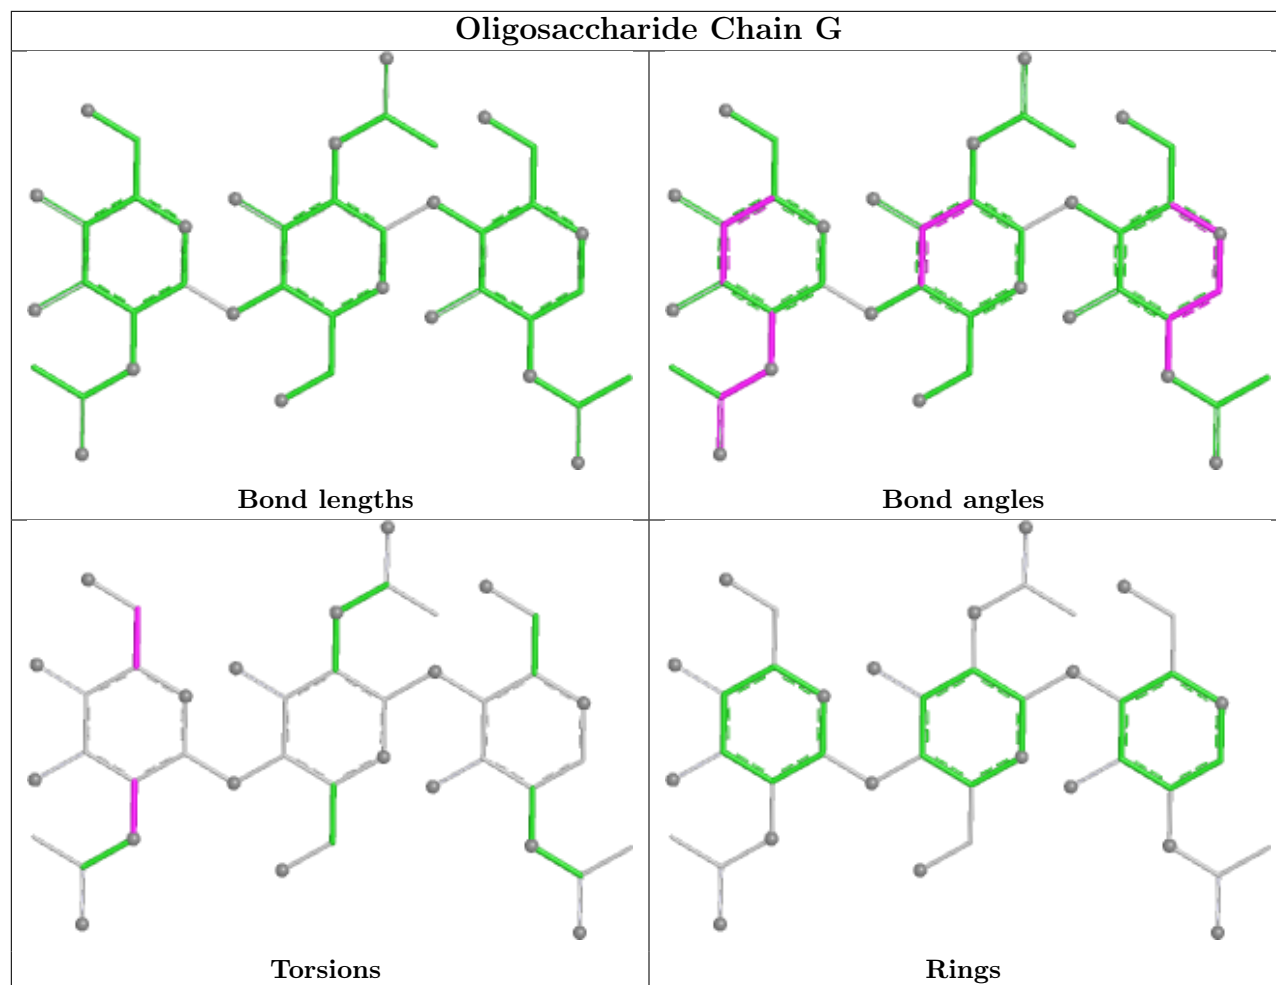 Oligosaccharide Chain G
Bond lengths
Bond angles
Torsions
Rings